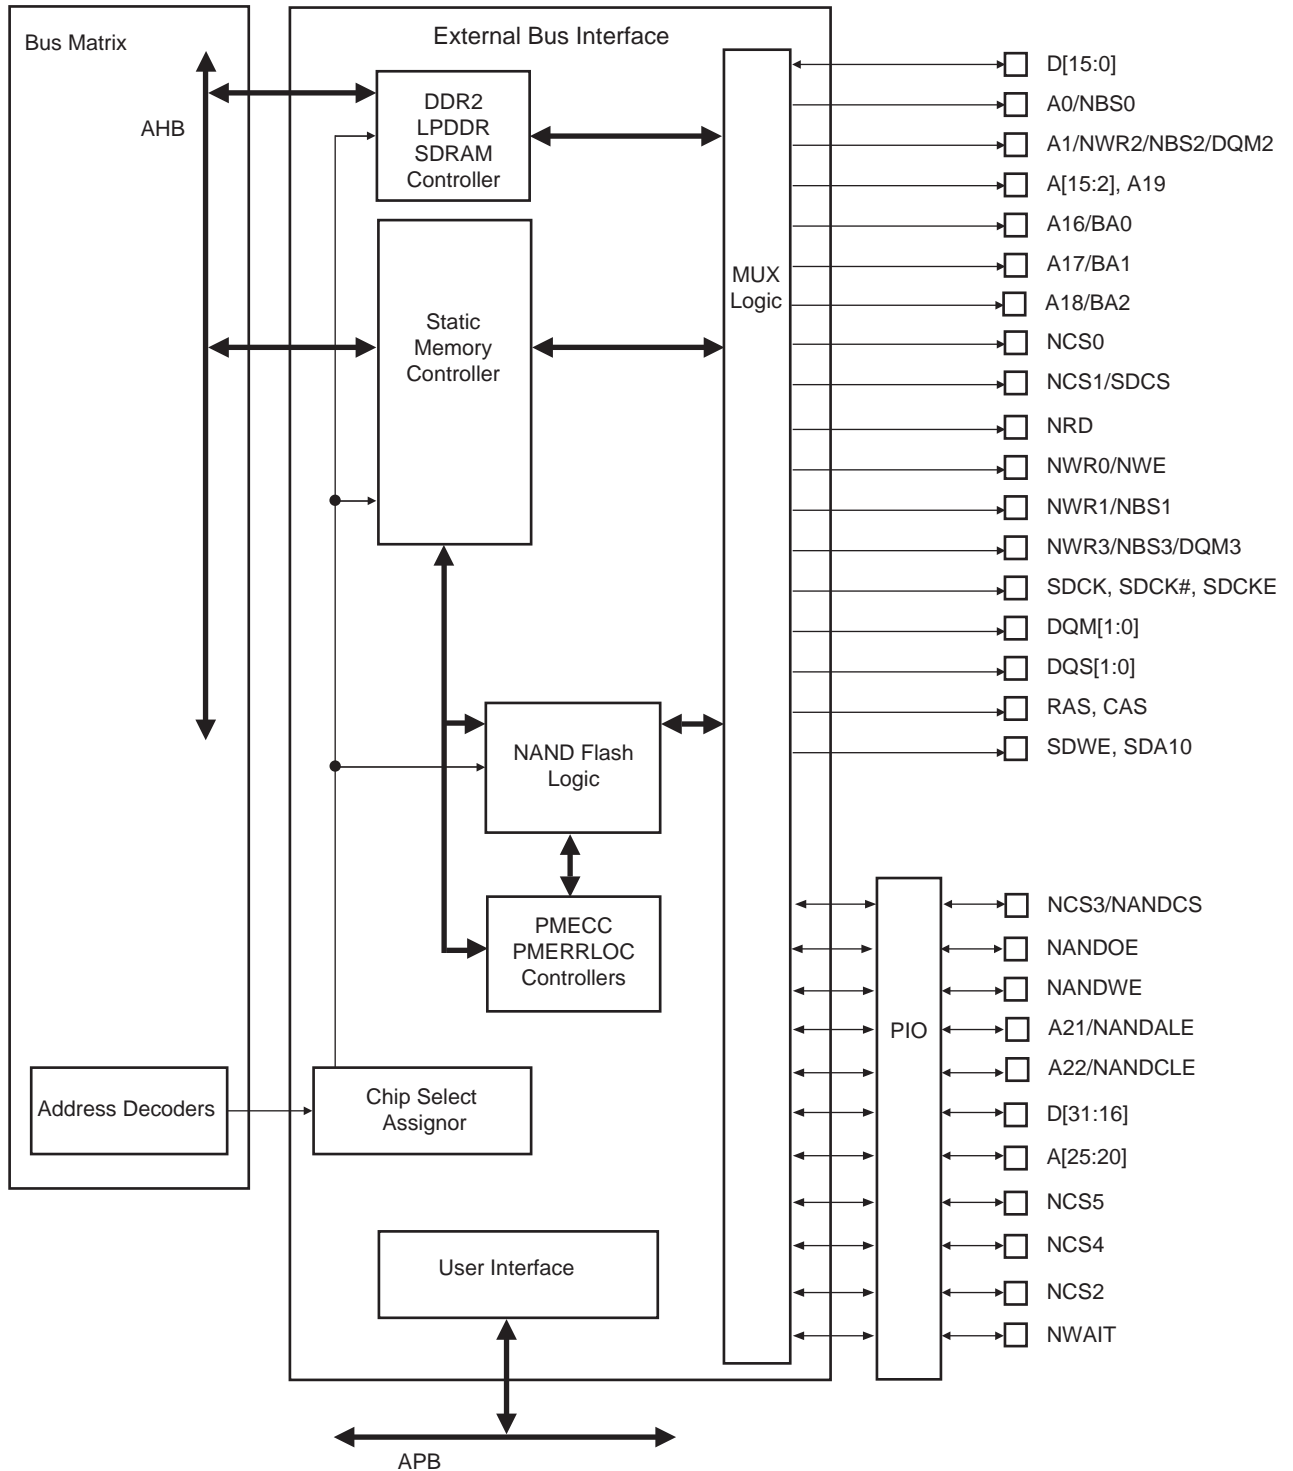 Bus Matrix
External Bus Interface
AHB
DDR2
LPDDR
SDRAM
Controller
Static
Memory
Controller
MUX
Logic
NAND Flash
Logic
PMECC
PMERRLOC
Controllers
Address Decoders
Chip Select
Assignor
User Interface
APB
PIO
D[15:0]
A0/NBS0
A1/NWR2/NBS2/DQM2
A[15:2], A19
A16/BA0
A17/BA1
A18/BA2
NCS0
NCS1/SDCS
NRD
NWR0/NWE
NWR1/NBS1
NWR3/NBS3/DQM3
SDCK, SDCK#, SDCKE
DQM[1:0]
DQS[1:0]
RAS, CAS
SDWE, SDA10
NCS3/NANDCS
NANDOE
NANDWE
A21/NANDALE
A22/NANDCLE
D[31:16]
A[25:20]
NCS5
NCS4
NCS2
NWAIT